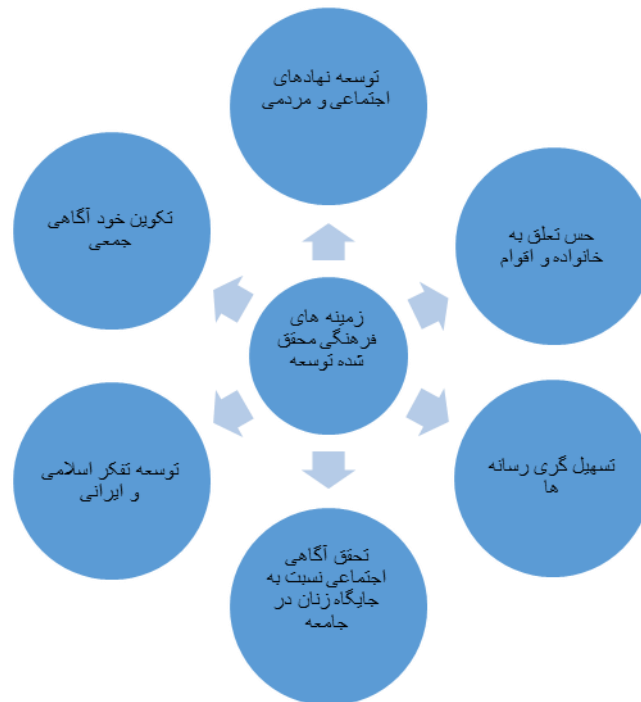 توسعه نهادهای
اجتماعی و مردمی
حس تعلق به
خانواده و اقوام
تسهیل گری رسانه
ها
تحقق آگاهی
اجتماعی نسبت به
جایگاه زنان در
جامعه
توسعه تفکر اسلامی
و ایرانی
تکوین خود آگاهی
جمعی
زمینه های
فرهنگی محقق
شده توسعه